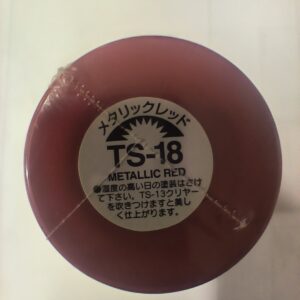 メタリックレッド
TS-18
METALLIC RED
●湿度の高い日の塗装はさけ
て下さい。TS-13クリヤー
を吹きつけますと美し
く仕上がります。